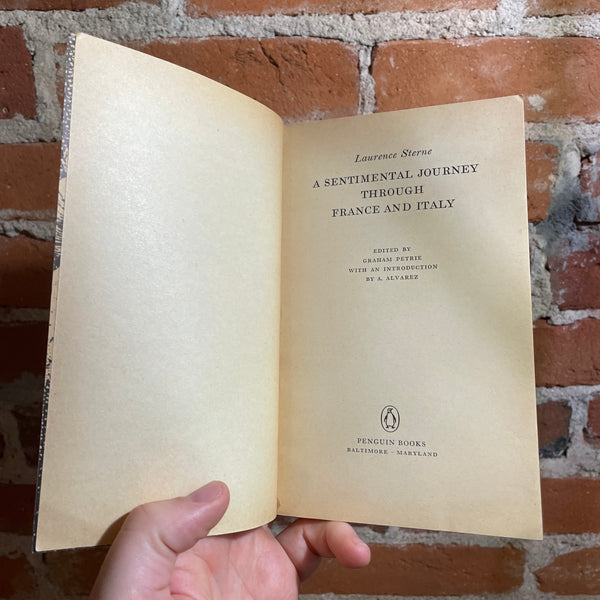 Laurence Sterne
A SENTIMENTAL JOURNEY
THROUGH
FRANCE AND ITALY
EDITED BY
GRAHAM PETRIE
WITH AN INTRODUCTION
BY A. ALVAREZ
PENGUIN BOOKS
BALTIMORE · MARYLAND